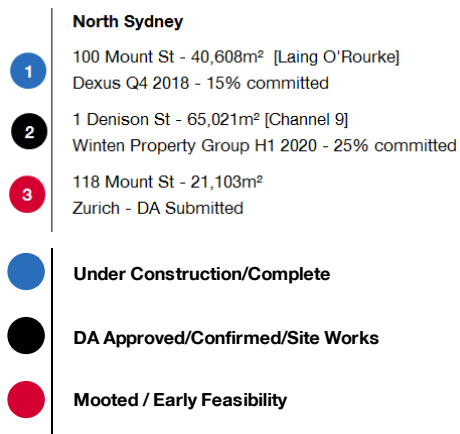 North Sydney
1
100 Mount St - 40,608m² [Laing O'Rourke]
Dexus Q4 2018 - 15% committed
2
1 Denison St - 65,021m² [Channel 9]
Winten Property Group H1 2020 - 25% committed
3
118 Mount St - 21,103m²
Zurich - DA Submitted
Under Construction/Complete
DA Approved/Confirmed/Site Works
Mooted / Early Feasibility